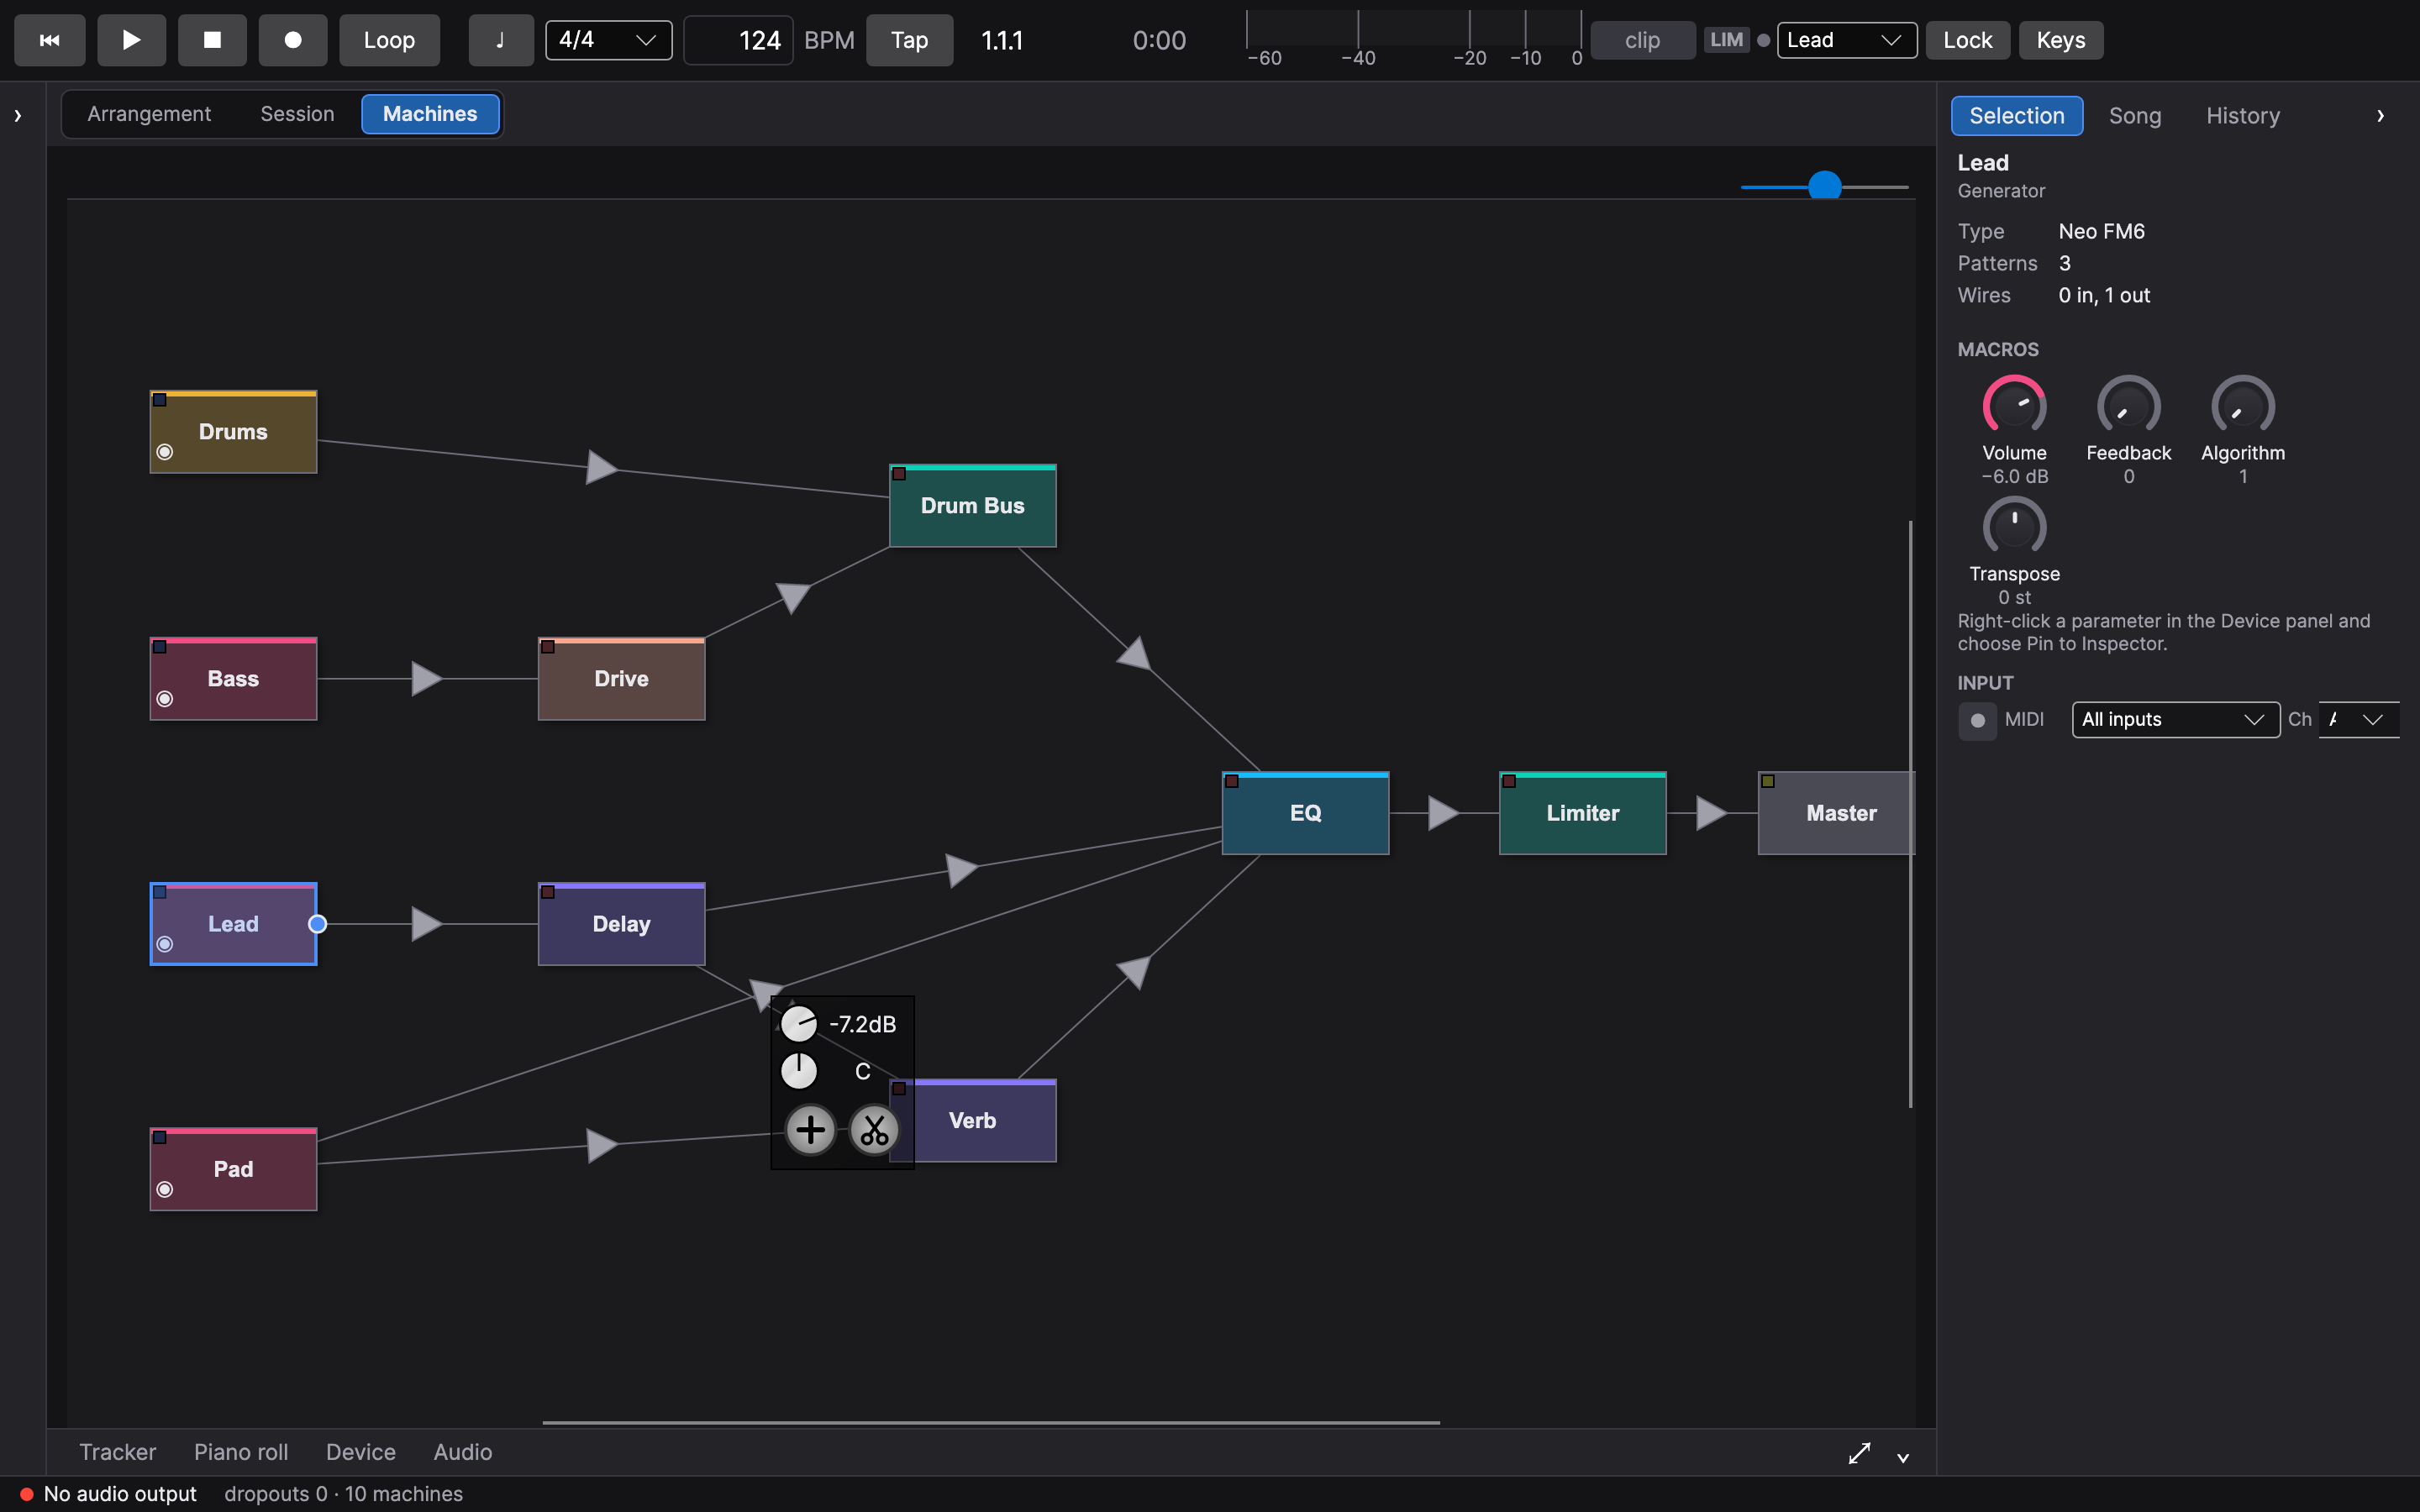 Loop
4/4
124 BPM
Tap
1.1.1
0:00
−60 −40 −20 −10 0
clip
LIM
Lead
Lock
Keys
Arrangement
Session
Machines
Selection
Song
History
Lead
Generator
Type Neo FM6
Patterns 3
Wires 0 in, 1 out
MACROS
Volume Feedback Algorithm
−6.0 dB 0 1
Transpose
0 st
Right-click a parameter in the Device panel and
choose Pin to Inspector.
INPUT
MIDI All inputs Ch
Drums
Drum Bus
Bass
Drive
EQ
Limiter
Master
Lead
Delay
-7.2dB
C
Verb
Pad
Tracker
Piano roll
Device
Audio
No audio output
dropouts 0 · 10 machines